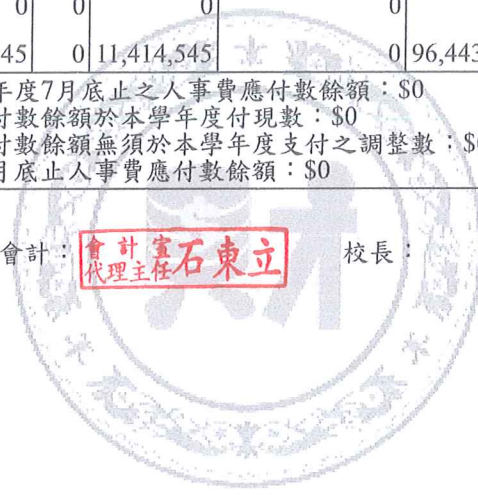 0 0 0
45 0 11,414,545 0 96,443
年度7月底止之人事費應付數餘額：$0
付數餘額於本學年度付現數：$0
付數餘額無須於本學年度支付之調整數：$
月底止人事費應付數餘額：$0
會計： 會計室代理主任 石東立 校長：